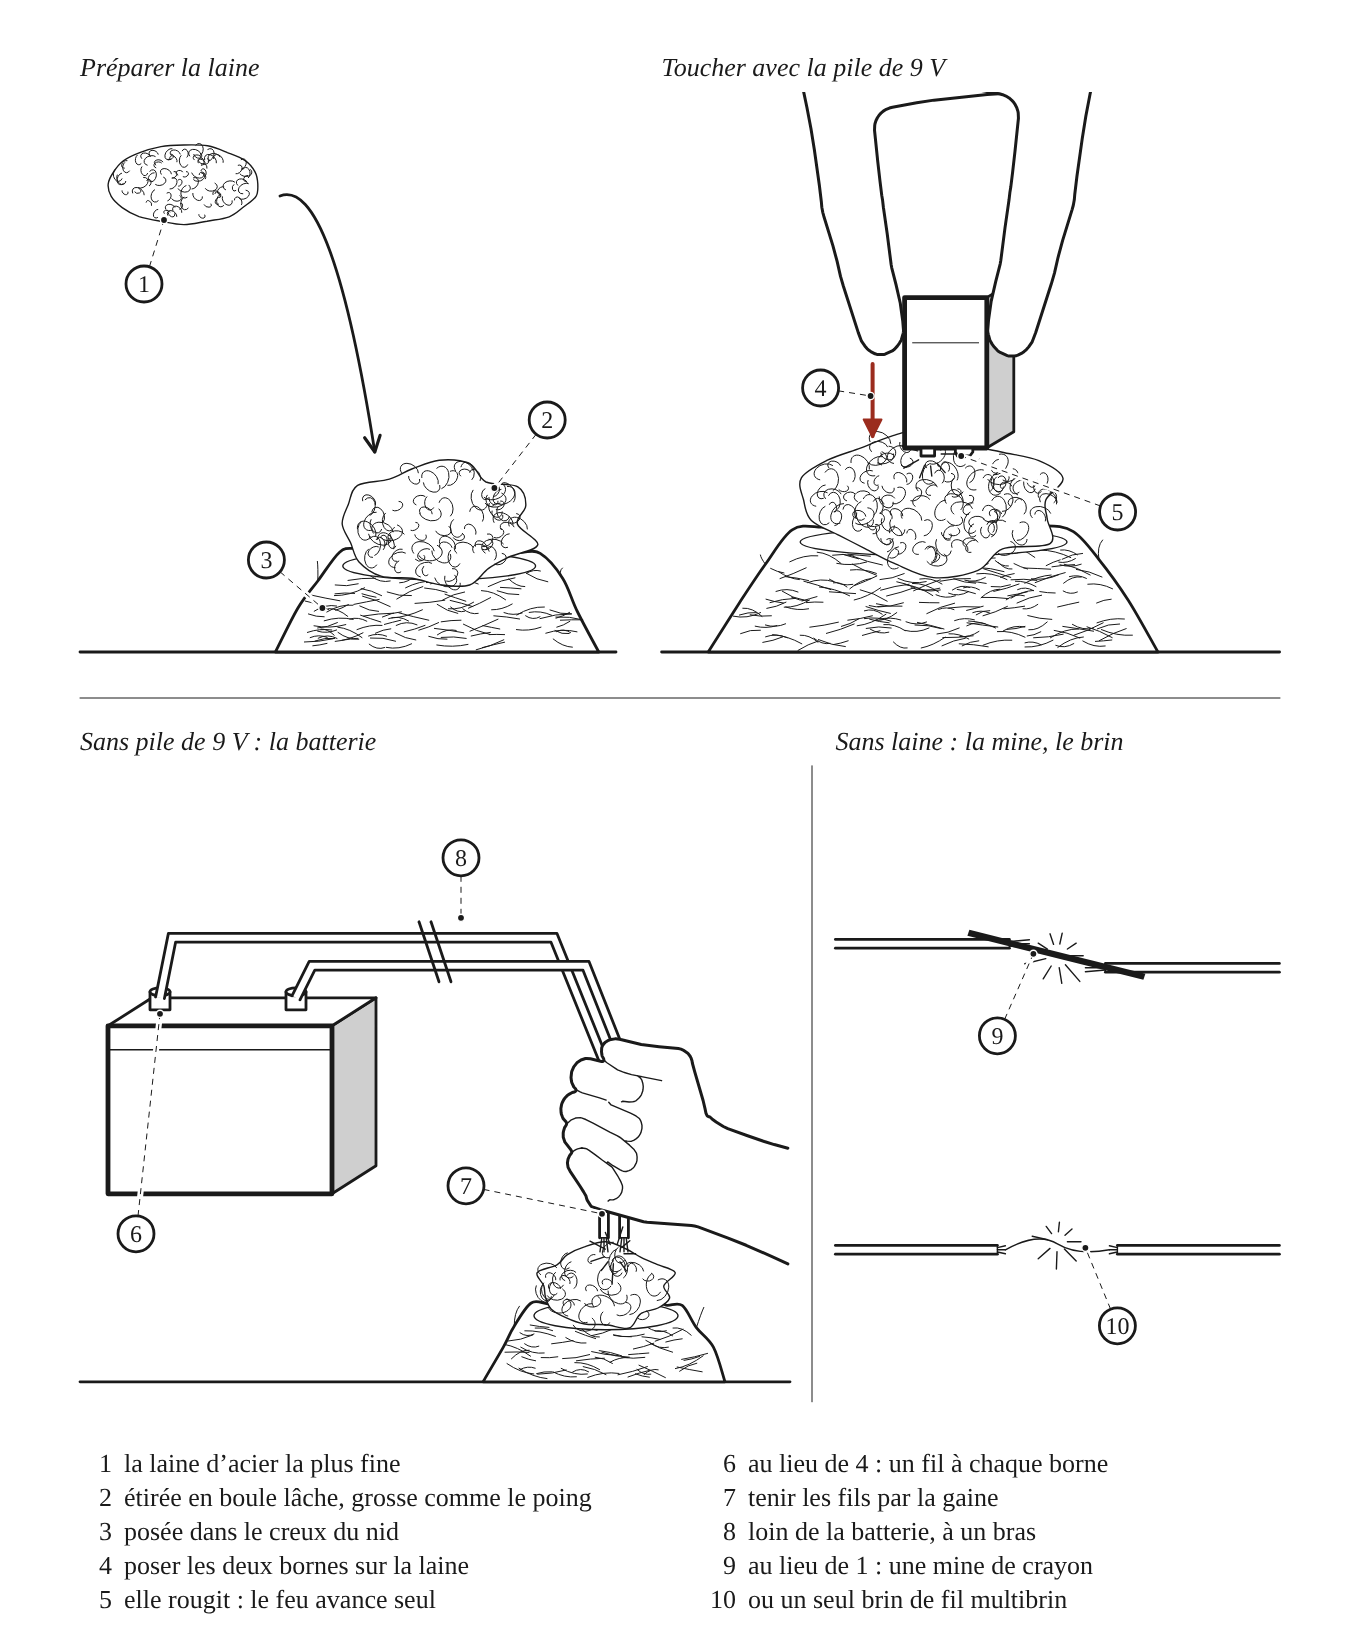 Préparer la laine
Toucher avec la pile de 9 V
1
2
3
4
5
Sans pile de 9 V : la batterie
Sans laine : la mine, le brin
8
9
7
6
10
1 la laine d’acier la plus fine
2 étirée en boule lâche, grosse comme le poing
3 posée dans le creux du nid
4 poser les deux bornes sur la laine
5 elle rougit : le feu avance seul
6 au lieu de 4 : un fil à chaque borne
7 tenir les fils par la gaine
8 loin de la batterie, à un bras
9 au lieu de 1 : une mine de crayon
10 ou un seul brin de fil multibrin